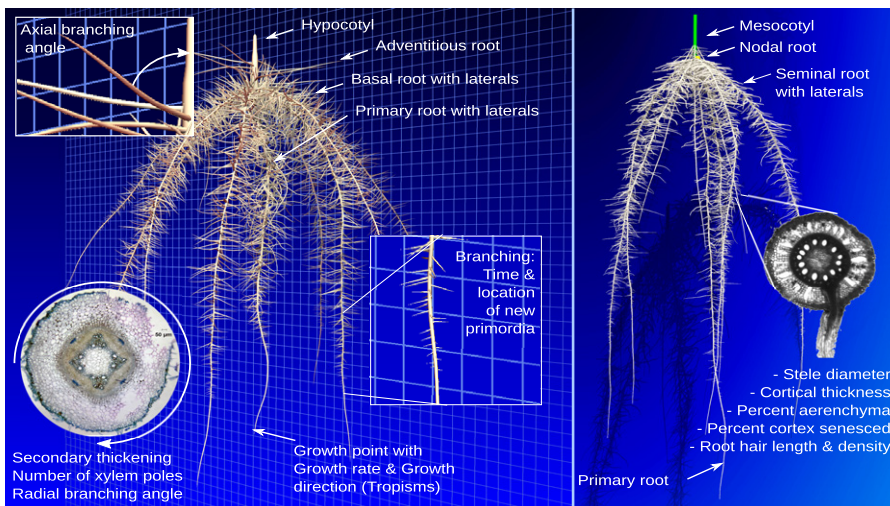 Axial branching
angle
Hypocotyl
Adventitious root
Basal root with laterals
Primary root with laterals
Branching:
Time &
location
of new
primordia
50 µm
Secondary thickening
Number of xylem poles
Radial branching angle
Growth point with
Growth rate & Growth
direction (Tropisms)
Mesocotyl
Nodal root
Seminal root
with laterals
- Stele diameter
- Cortical thickness
- Percent aerenchyma
- Percent cortex senesced
- Root hair length & density
Primary root